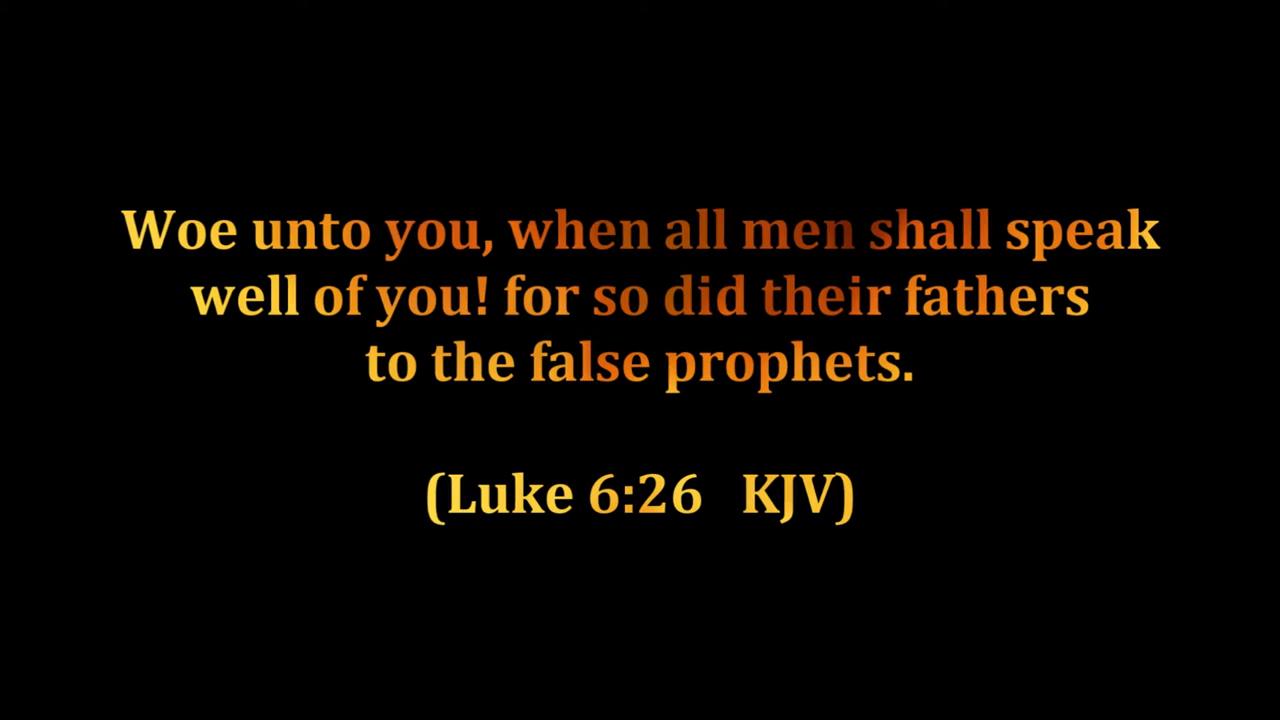 Woe unto you, when all men shall speak
well of you! for so did their fathers
to the false prophets.
(Luke 6:26   KJV)